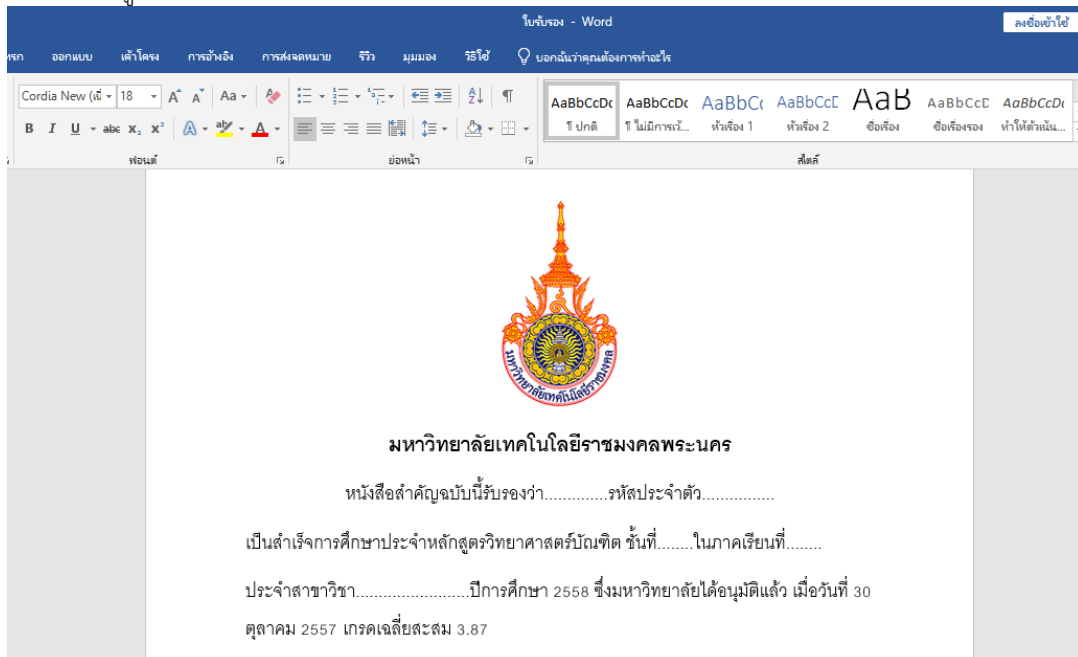 ใบรับรอง - Word
ลงชื่อเข้าใช้
ออกแบบ เค้าโครง การอ้างอิง การส่งจดหมาย รีวิว มุมมอง วิธีใช้ บอกฉันว่าคุณต้องการทำอะไร
Cordia New (เนื้ 18 A A Aa
AaBbCcDc AaBbCcDc AaBbC AaBbCcC AaB AaBbCcD AaBbCcDc
B I U abc X₂ X² A A
¶ ปกติ ¶ ไม่มีการเว้... หัวเรื่อง 1 หัวเรื่อง 2 ชื่อเรื่อง ชื่อเรื่องรอง ทำให้ตัวเน้น...
ฟอนต์ ย่อหน้า สไตล์
มหาวิทยาลัยเทคโนโลยีราชมงคล
มหาวิทยาลัยเทคโนโลยีราชมงคลพระนคร
หนังสือสำคัญฉบับนี้รับรองว่า..............รหัสประจำตัว................
เป็นสำเร็จการศึกษาประจำหลักสูตรวิทยาศาสตร์บัณฑิต ชั้นที่........ในภาคเรียนที่........
ประจำสาขาวิชา.........................ปีการศึกษา 2558 ซึ่งมหาวิทยาลัยได้อนุมัติแล้ว เมื่อวันที่ 30
ตุลาคม 2557 เกรดเฉลี่ยสะสม 3.87